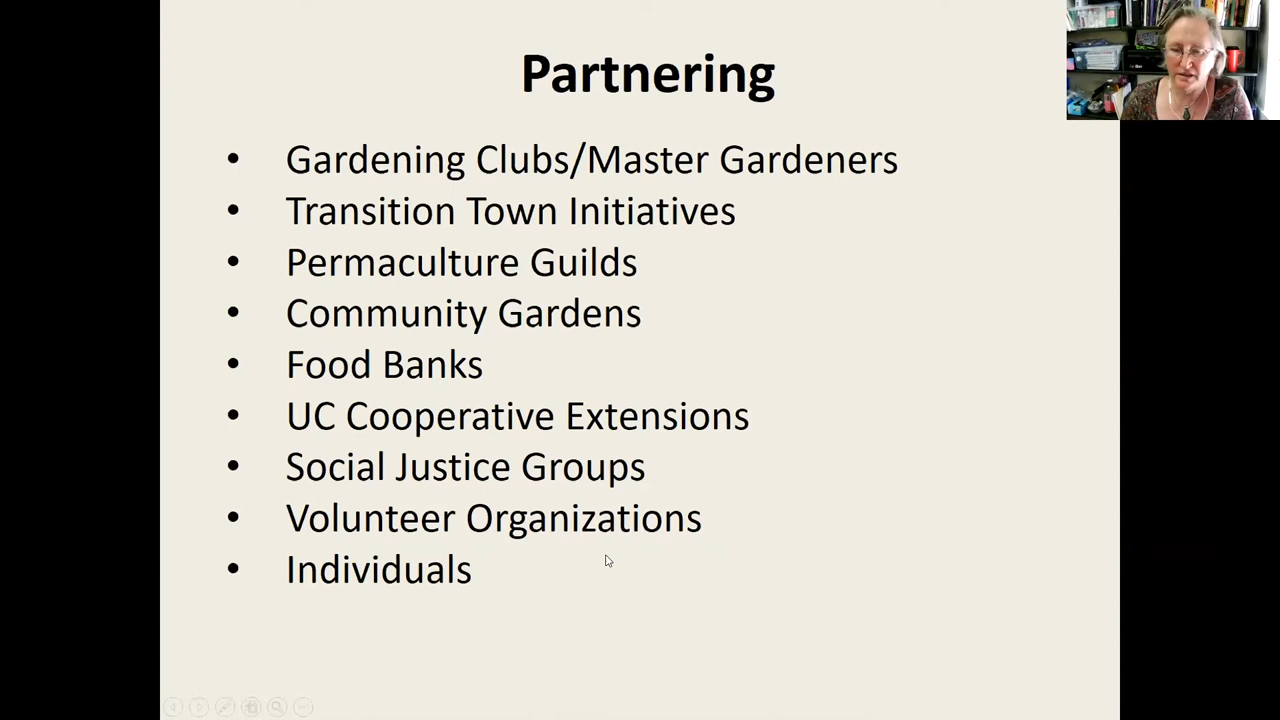 Partnering
• Gardening Clubs/Master Gardeners
• Transition Town Initiatives
• Permaculture Guilds
• Community Gardens
• Food Banks
• UC Cooperative Extensions
• Social Justice Groups
• Volunteer Organizations
• Individuals